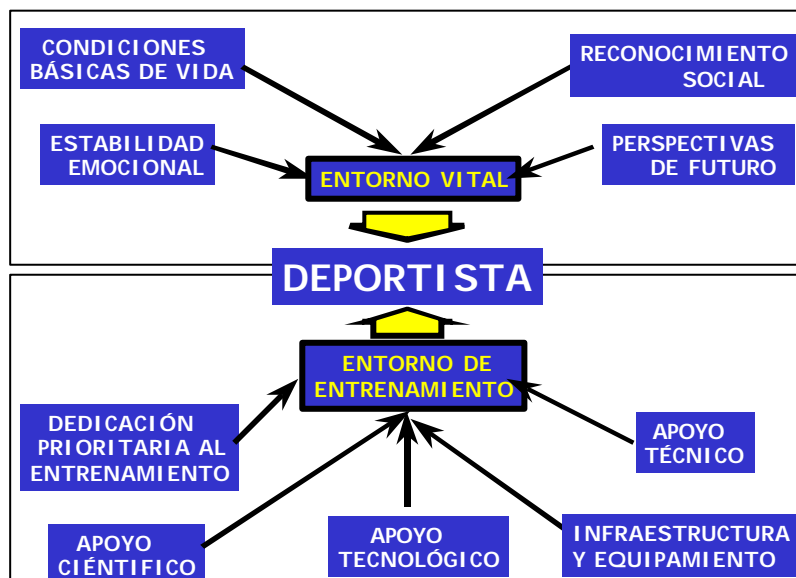 CONDICIONES
BÁSICAS DE VIDA
RECONOCIMIENTO
SOCIAL
ESTABILIDAD
EMOCIONAL
PERSPECTIVAS
DE FUTURO
ENTORNO VITAL
DEPORTISTA
ENTORNO DE
ENTRENAMIENTO
DEDICACIÓN
PRIORITARIA AL
ENTRENAMIENTO
APOYO
TÉCNICO
APOYO
CIÉNTIFICO
APOYO
TECNOLÓGICO
INFRAESTRUCTURA
Y EQUIPAMIENTO